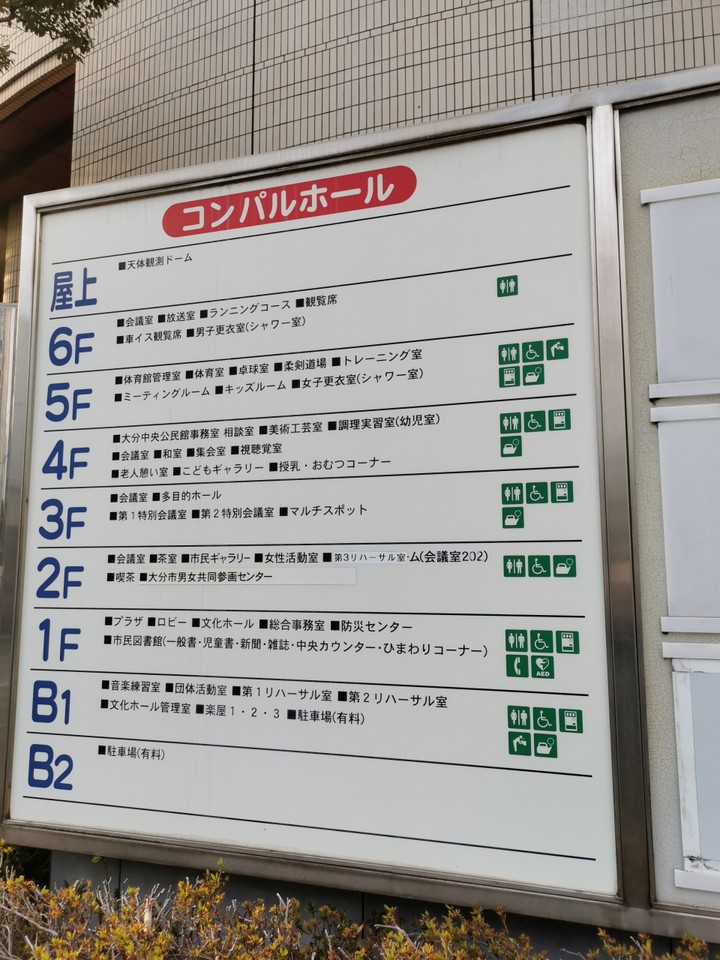 コンパルホール
屋上
■天体観測ドーム
6F
■会議室 ■放送室 ■ランニングコース ■観覧席
■車イス観覧席 ■男子更衣室(シャワー室)
5F
■体育館管理室 ■体育室 ■卓球室 ■柔剣道場 ■トレーニング室
■ミーティングルーム ■キッズルーム ■女子更衣室(シャワー室)
4F
■大分中央公民館事務室 相談室 ■美術工芸室 ■調理実習室(幼児室)
■会議室 ■和室 ■集会室 ■視聴覚室
■老人憩い室 ■こどもギャラリー ■授乳・おむつコーナー
3F
■会議室 ■多目的ホール
■第1特別会議室 ■第2特別会議室 ■マルチスポット
2F
■会議室 ■茶室 ■市民ギャラリー ■女性活動室 ■第3リハーサル室・ム(会議室202)
■喫茶 ■大分市男女共同参画センター
1F
■プラザ ■ロビー ■文化ホール ■総合事務室 ■防災センター
■市民図書館(一般書・児童書・新聞・雑誌・中央カウンター・ひまわりコーナー)
AED
B1
■音楽練習室 ■団体活動室 ■第1リハーサル室 ■第2リハーサル室
■文化ホール管理室 ■楽屋1・2・3 ■駐車場(有料)
B2
■駐車場(有料)